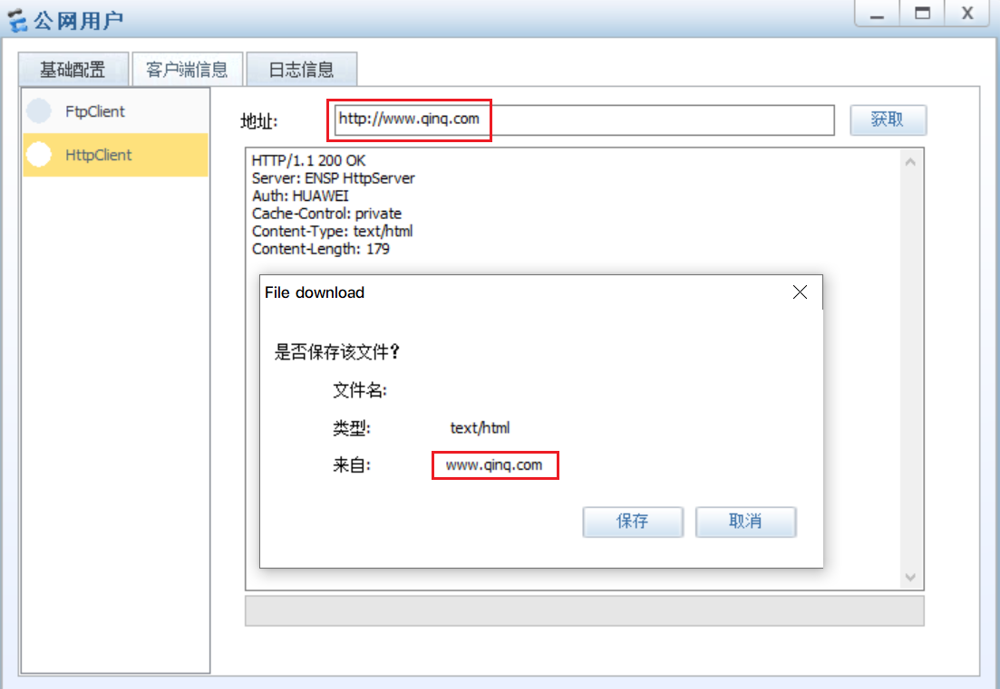 公网用户
基础配置 客户端信息 日志信息
FtpClient
HttpClient
地址: http://www.qinq.com 获取
HTTP/1.1 200 OK
Server: ENSP HttpServer
Auth: HUAWEI
Cache-Control: private
Content-Type: text/html
Content-Length: 179
File download
是否保存该文件?
文件名:
类型: text/html
来自: www.qinq.com
保存 取消